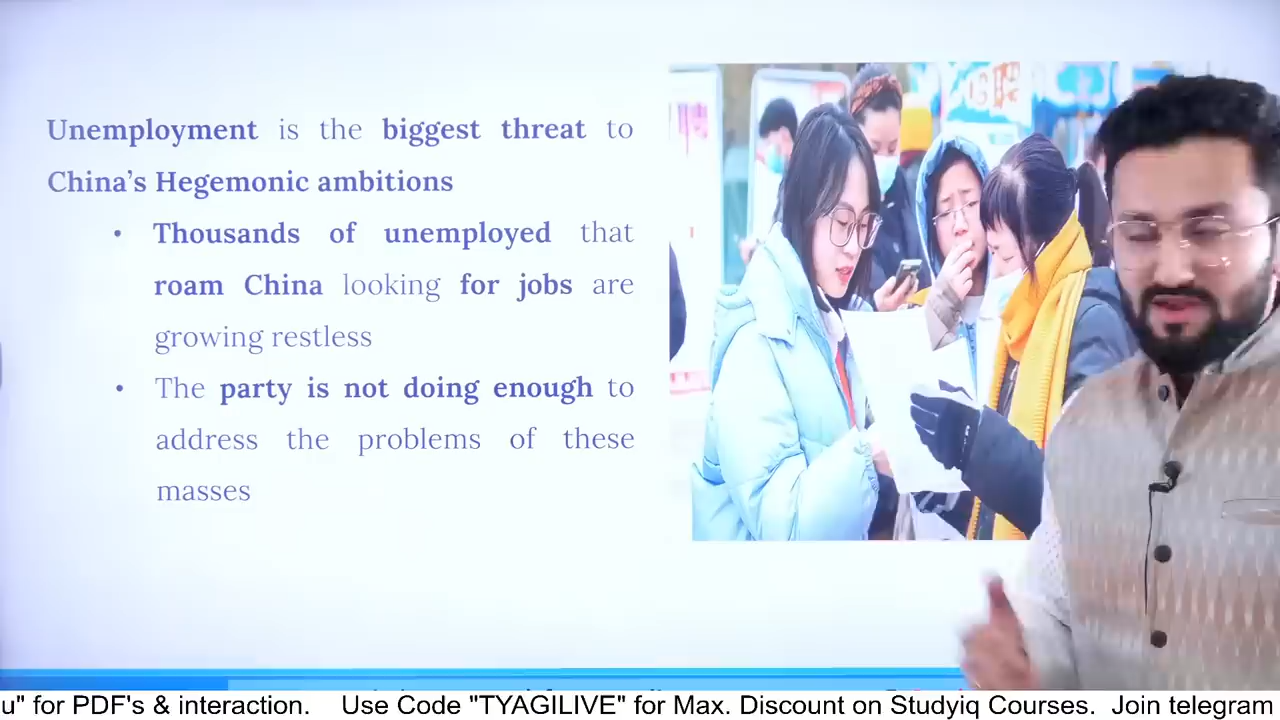 Unemployment is the biggest threat to
China's Hegemonic ambitions
• Thousands of unemployed that
roam China looking for jobs are
growing restless
• The party is not doing enough to
address the problems of these
masses
聘
聘
u" for PDF's & interaction. Use Code "TYAGILIVE" for Max. Discount on Studyiq Courses. Join telegram